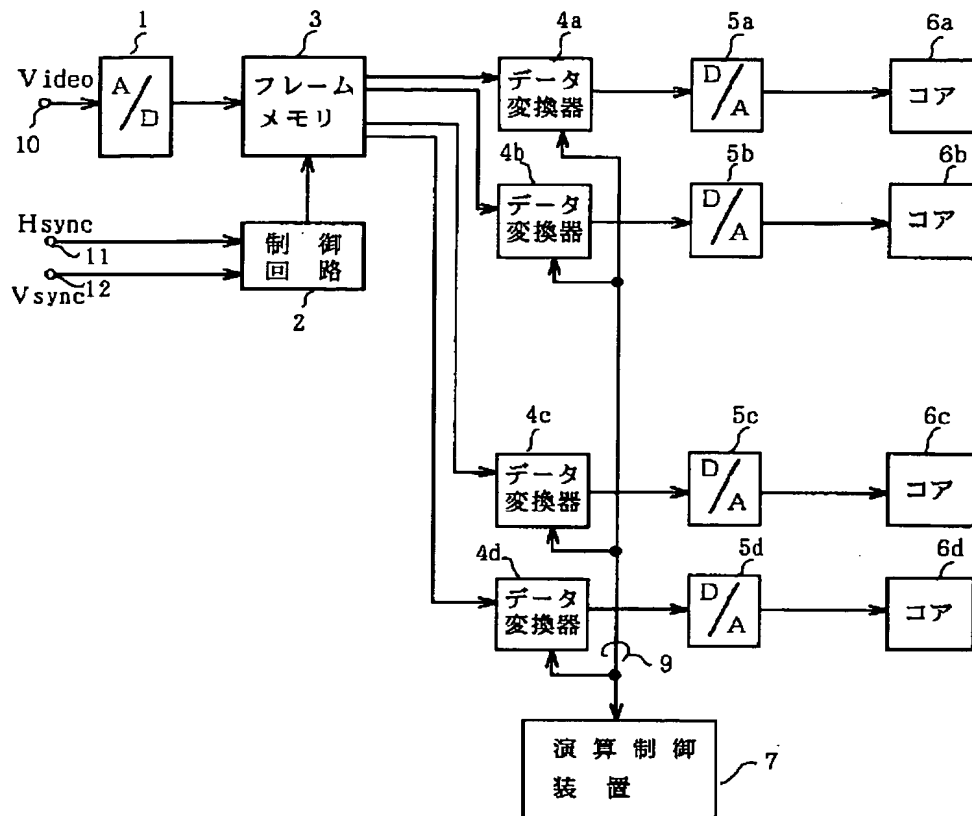 1
3
4a
5a
6a
Video
A/D
フレーム
メモリ
データ
変換器
D/A
コア
10
4b
5b
6b
データ
変換器
D/A
コア
Hsync
11
制御
回路
Vsync
12
2
4c
5c
6c
データ
変換器
D/A
コア
4d
5d
6d
データ
変換器
D/A
コア
9
演算制御
装置
7